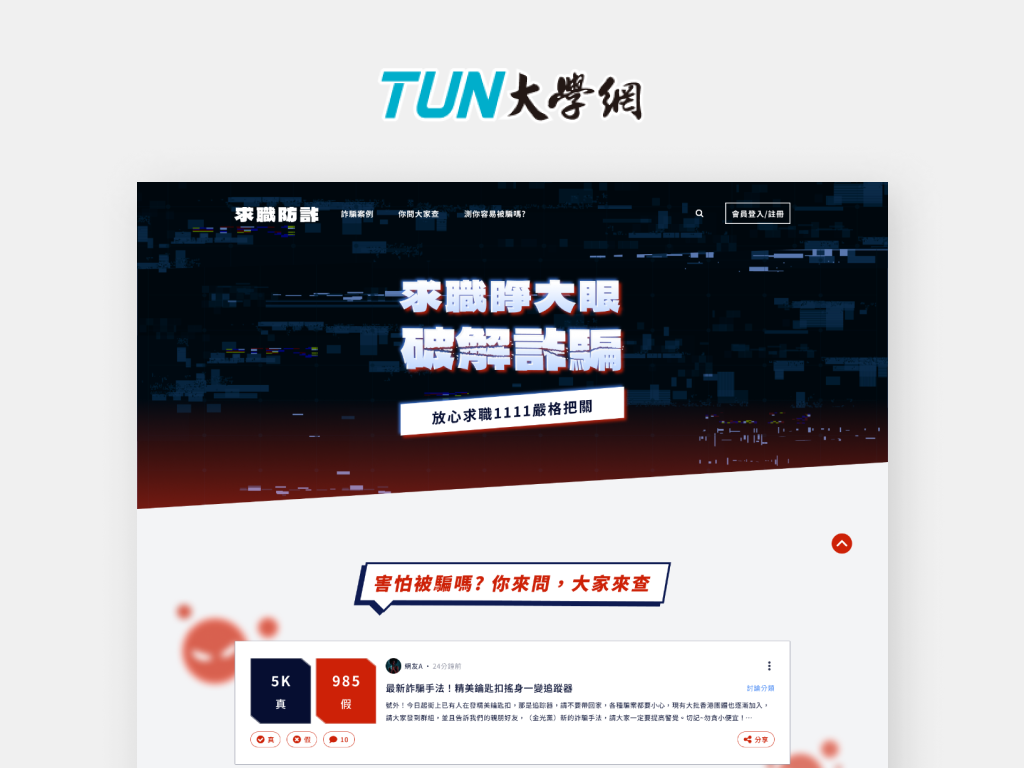 TUN大學網
求職防詐 詐騙案例 你問大家查 測你容易被騙嗎? 會員登入/註冊
求職睜大眼
破解詐騙
放心求職1111嚴格把關
害怕被騙嗎? 你來問，大家來查
5K
真
985
假
網友A • 24分鐘前
最新詐騙手法！精美鑰匙扣搖身一變追蹤器
討論分類
號外！今日起街上已有人在發精美鑰匙扣，那是追踪器，請不要帶回家，各種騙案都要小心，現有大批香港團體也逐漸加入，
請大家發到群組。並且告訴我們的親朋好友，（金光黨）新的詐騙手法，請大家一定要提高警覺。切記~勿貪小便宜！…
真 假 10 分享